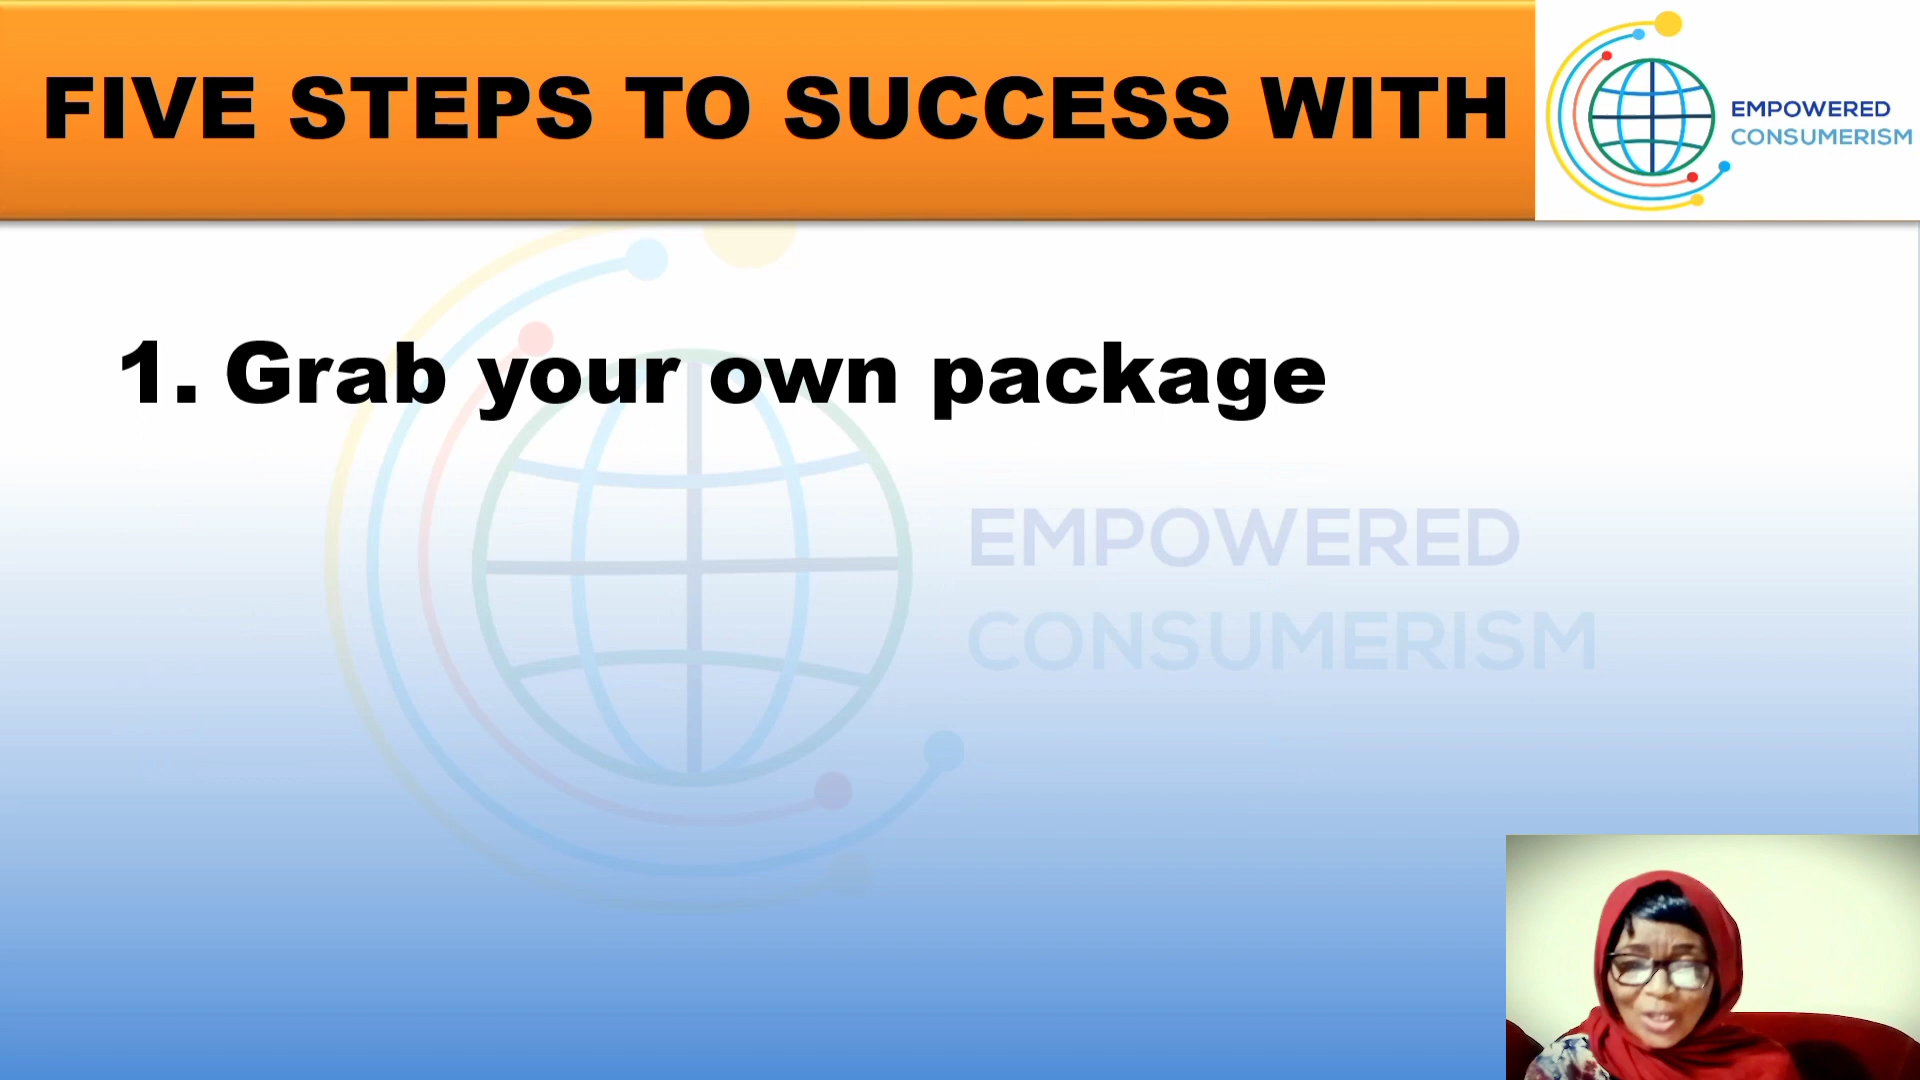 FIVE STEPS TO SUCCESS WITH
EMPOWERED
CONSUMERISM
1. Grab your own package
EMPOWERED
CONSUMERISM